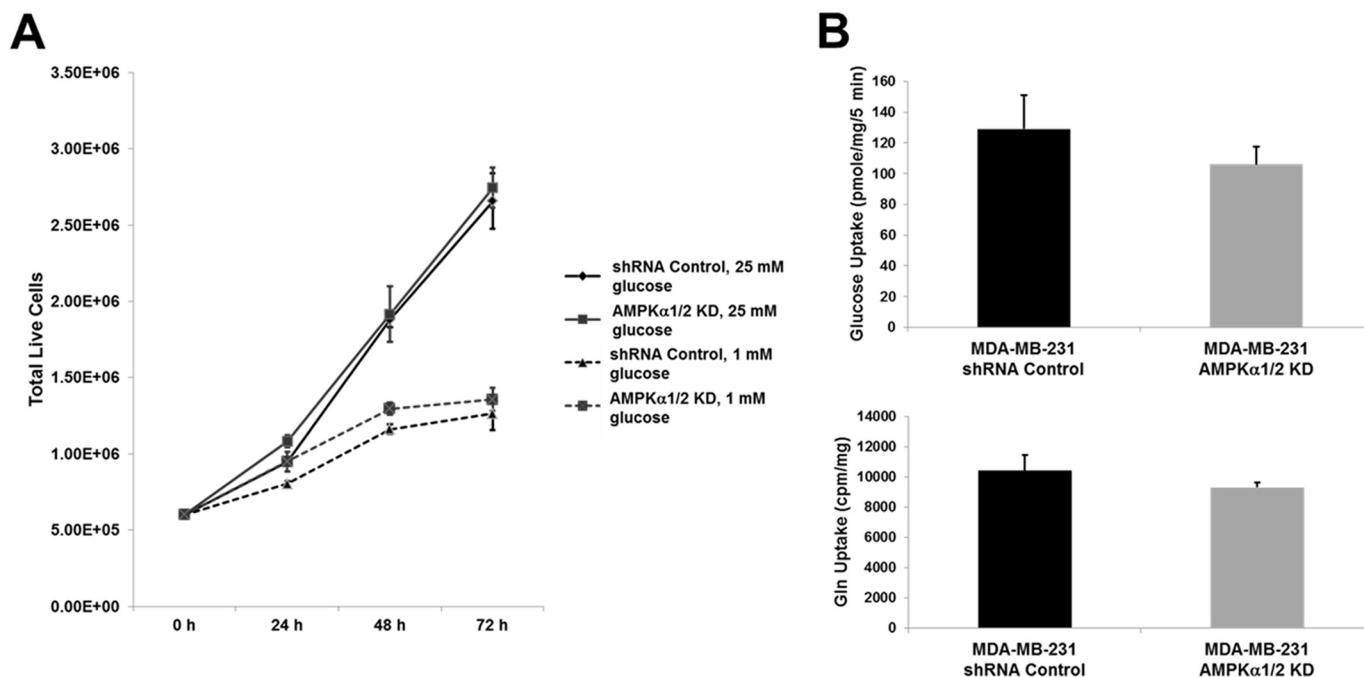 A
Total Live Cells
3.50E+06
3.00E+06
2.50E+06
2.00E+06
1.50E+06
1.00E+06
5.00E+05
0.00E+00
0 h
24 h
48 h
72 h
shRNA Control, 25 mM
glucose
AMPKα1/2 KD, 25 mM
glucose
shRNA Control, 1 mM
glucose
AMPKα1/2 KD, 1 mM
glucose
B
Glucose Uptake (pmole/mg/5 min)
160
140
120
100
80
60
40
20
0
MDA-MB-231
shRNA Control
MDA-MB-231
AMPKα1/2 KD
Gln Uptake (cpm/mg)
14000
12000
10000
8000
6000
4000
2000
0
MDA-MB-231
shRNA Control
MDA-MB-231
AMPKα1/2 KD